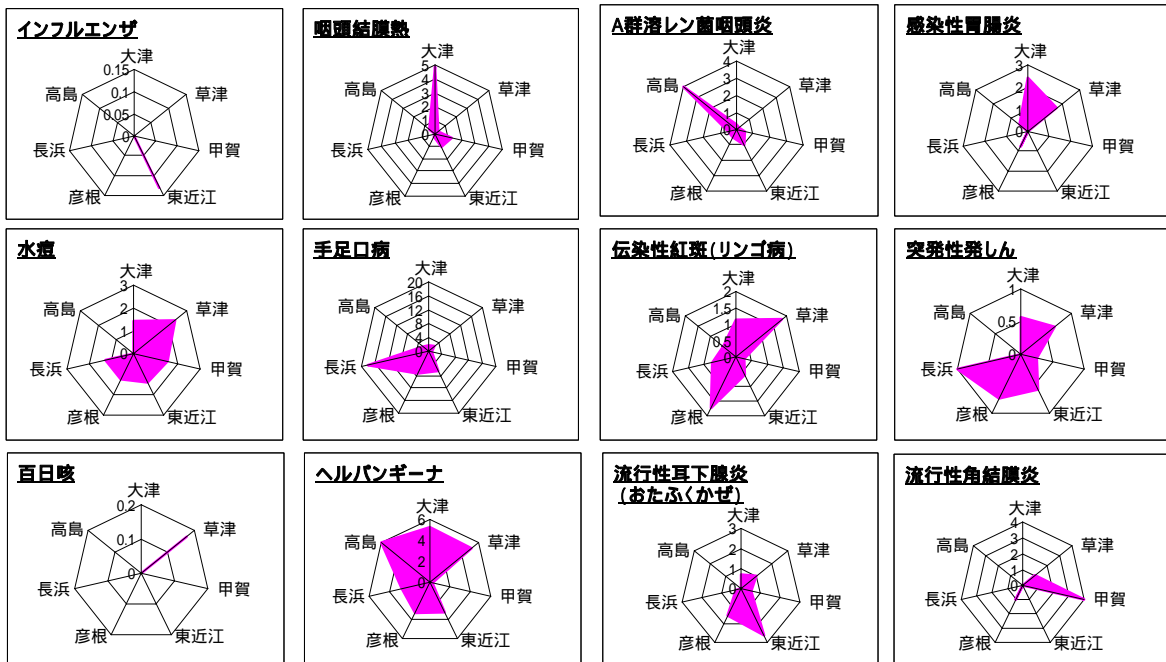 インフルエンザ
大津
0.15
0.1
0.05
0
高島
草津
長浜
甲賀
彦根
東近江
咽頭結膜熱
大津
5
4
3
2
1
0
高島
草津
長浜
甲賀
彦根
東近江
A群溶レン菌咽頭炎
大津
4
3
2
1
0
高島
草津
長浜
甲賀
彦根
東近江
感染性胃腸炎
大津
3
2
1
0
高島
草津
長浜
甲賀
彦根
東近江
水痘
大津
3
2
1
0
高島
草津
長浜
甲賀
彦根
東近江
手足口病
大津
20
16
12
8
4
0
高島
草津
長浜
甲賀
彦根
東近江
伝染性紅斑(リンゴ病)
大津
2
1.5
1
0.5
0
高島
草津
長浜
甲賀
彦根
東近江
突発性発しん
大津
1
0.5
0
高島
草津
長浜
甲賀
彦根
東近江
百日咳
大津
0.2
0.1
0
高島
草津
長浜
甲賀
彦根
東近江
ヘルパンギーナ
大津
6
4
2
0
高島
草津
長浜
甲賀
彦根
東近江
流行性耳下腺炎
(おたふくかぜ)
大津
3
2
1
0
高島
草津
長浜
甲賀
彦根
東近江
流行性角結膜炎
大津
4
3
2
1
0
高島
草津
長浜
甲賀
彦根
東近江